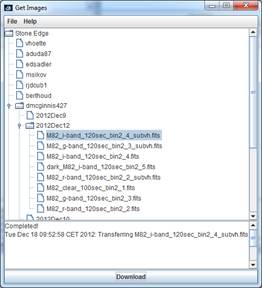 Get Images
File Help
Stone Edge
vhoette
aduda87
edsadler
msikov
rjdcub1
berthoud
dmcginnis427
2012Dec9
2012Dec12
M82_i-band_120sec_bin2_4_subvh.fits
M82_g-band_120sec_bin2_3_subvh.fits
M82_i-band_120sec_bin2_4.fits
dark_M82_i-band_120sec_bin2_5.fits
M82_r-band_120sec_bin2_2_subvh.fits
M82_clear_100sec_bin2_1.fits
M82_g-band_120sec_bin2_3.fits
M82_r-band_120sec_bin2_2.fits
2012Dec10
Completed!
Tue Dec 18 09:52:58 CET 2012: Transferring M82_i-band_120sec_bin2_4_subvh.fits
Download